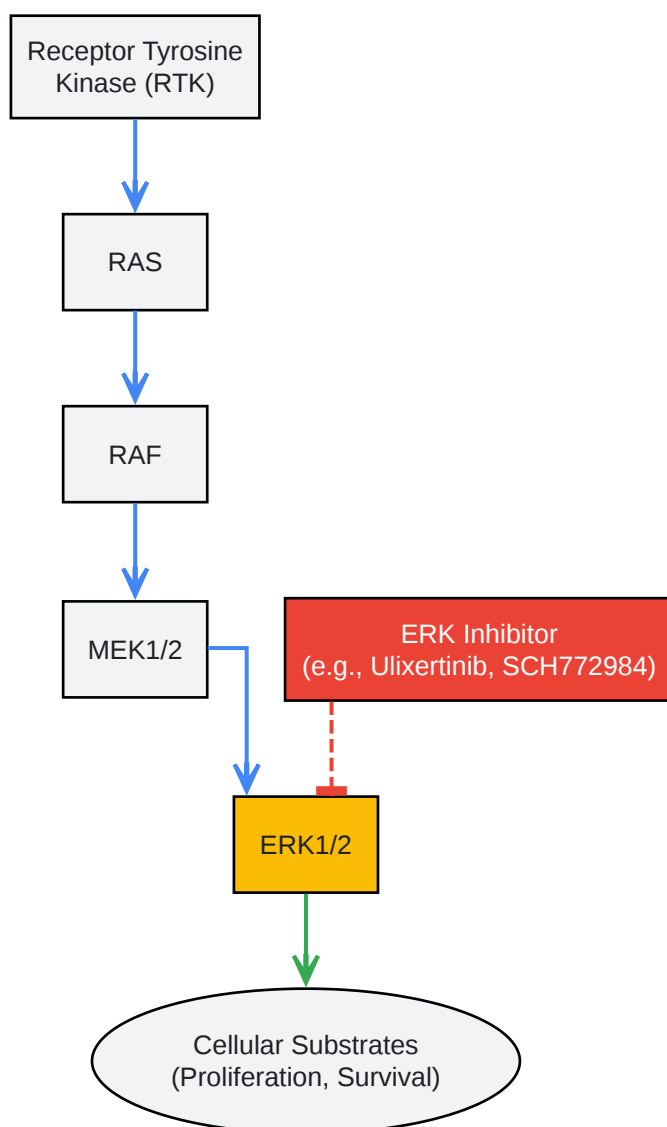 Receptor Tyrosine
Kinase (RTK)
RAS
RAF
MEK1/2
ERK Inhibitor
(e.g., Ulixertinib, SCH772984)
ERK1/2
Cellular Substrates
(Proliferation, Survival)